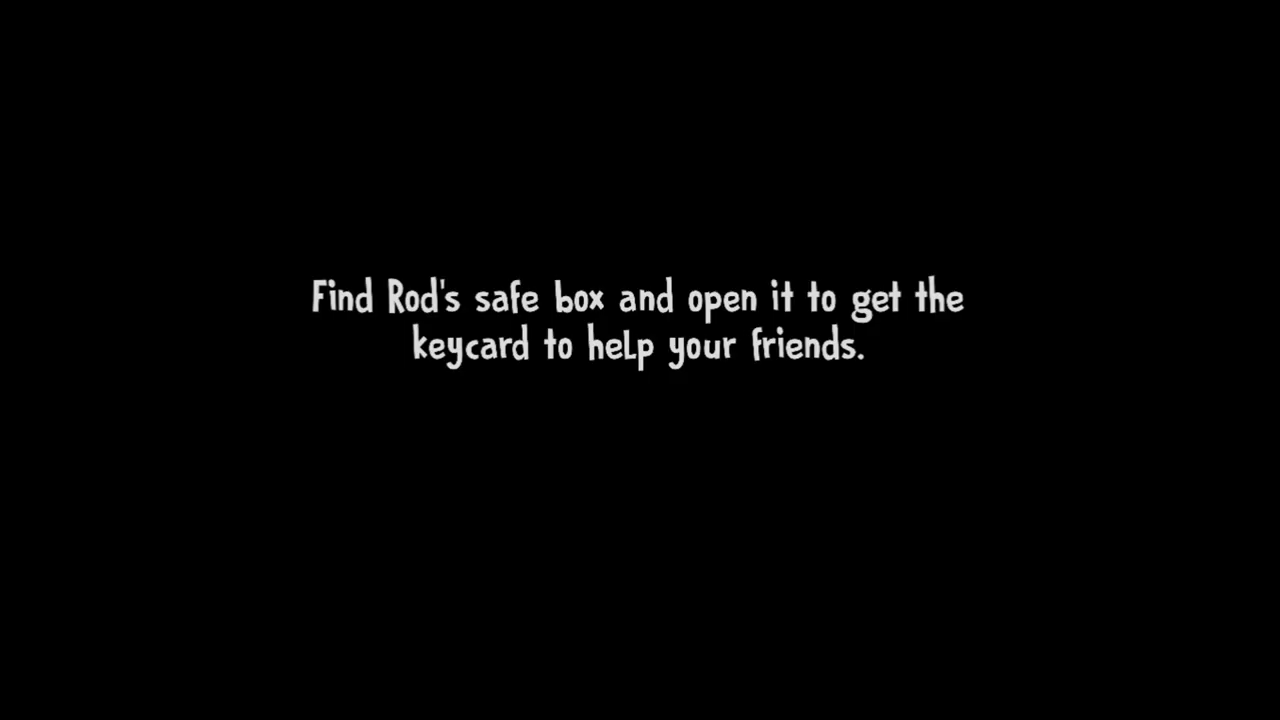 Find Rod's safe box and open it to get the
keycard to help your friends.